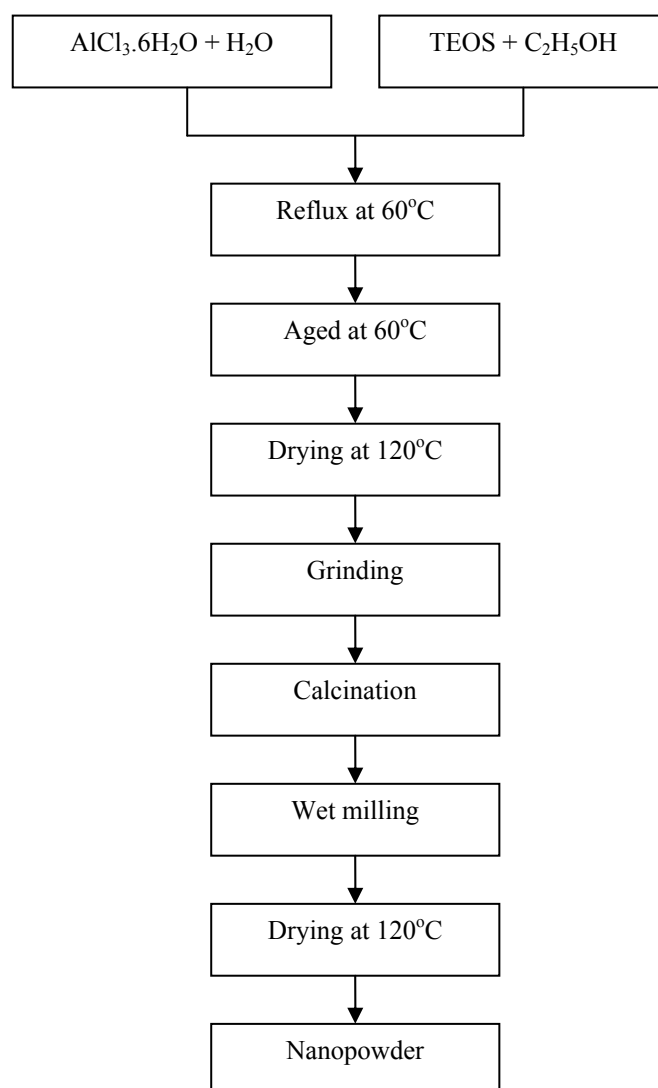 AlCl₃.6H₂O + H₂O
TEOS + C₂H₅OH
Reflux at 60°C
Aged at 60°C
Drying at 120°C
Grinding
Calcination
Wet milling
Drying at 120°C
Nanopowder